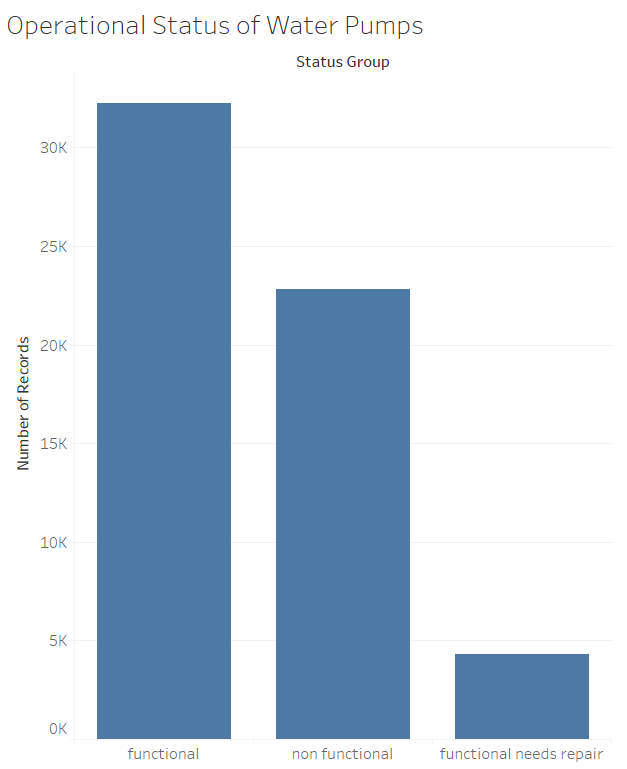 Operational Status of Water Pumps
Status Group
Number of Records
30K
25K
20K
15K
10K
5K
0K
functional
non functional
functional needs repair